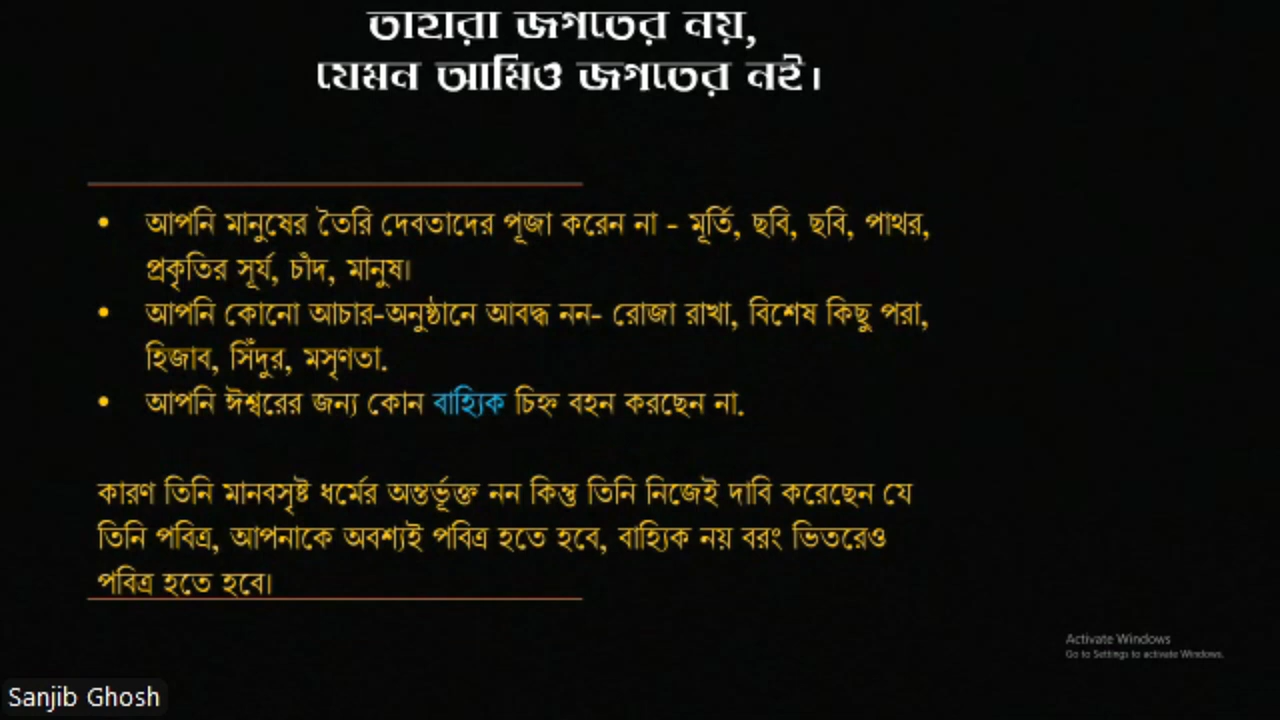 তাহারা জগতের নয়,
যেমন আমিও জগতের নই।
• আপনি মানুষের তৈরি দেবতাদের পূজা করেন না - মূর্তি, ছবি, ছবি, পাথর,
প্রকৃতির সূর্য, চাঁদ, মানুষ।
• আপনি কোনো আচার-অনুষ্ঠানে আবদ্ধ নন- রোজা রাখা, বিশেষ কিছু পরা,
হিজাব, সিঁদুর, মসৃণতা.
• আপনি ঈশ্বরের জন্য কোন বাহ্যিক চিহ্ন বহন করছেন না.
কারণ তিনি মানবসৃষ্ট ধর্মের অন্তর্ভূক্ত নন কিন্তু তিনি নিজেই দাবি করেছেন যে
তিনি পবিত্র, আপনাকে অবশ্যই পবিত্র হতে হবে, বাহ্যিক নয় বরং ভিতরেও
পবিত্র হতে হবে।
Activate Windows
Go to Settings to activate Windows.
Sanjib Ghosh